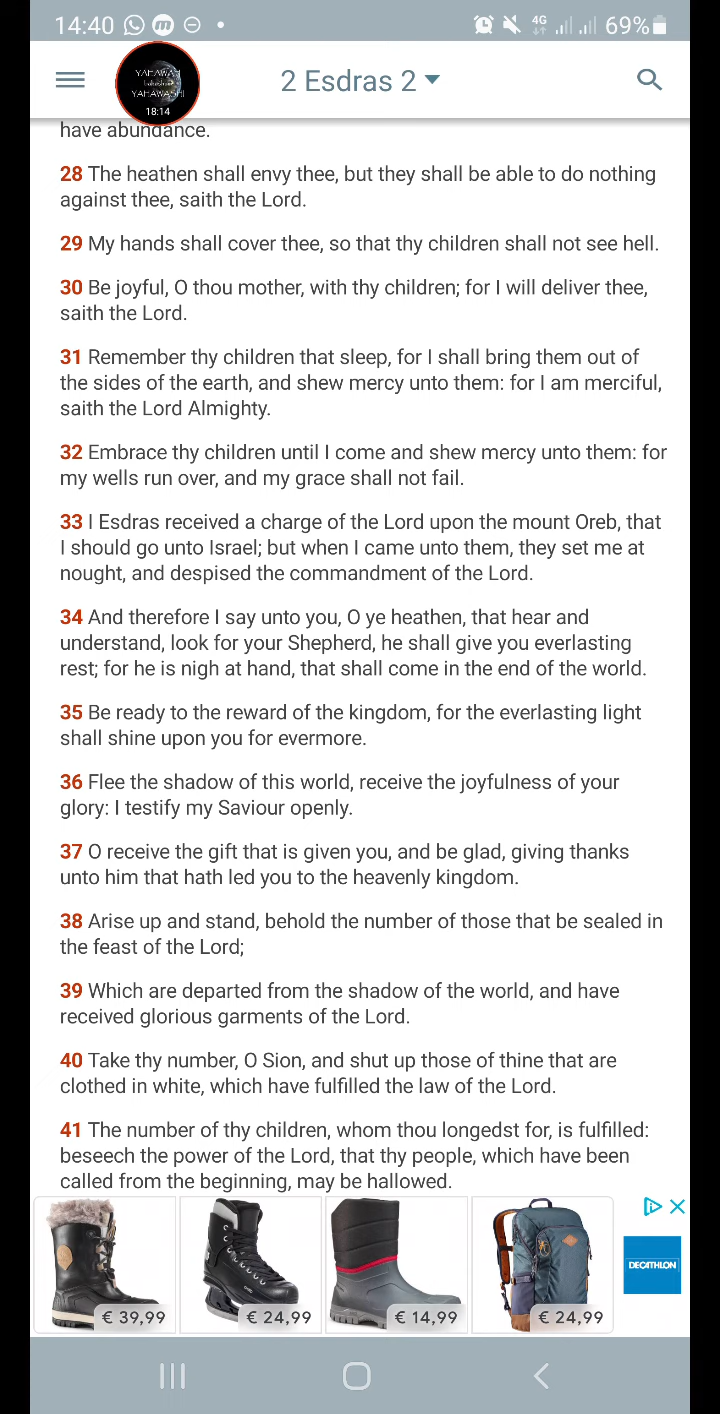 14:40
4G
69%
YAHAWAH
YAHAWASHI
18:14
2 Esdras 2
have abundance.
28 The heathen shall envy thee, but they shall be able to do nothing
against thee, saith the Lord.
29 My hands shall cover thee, so that thy children shall not see hell.
30 Be joyful, O thou mother, with thy children; for I will deliver thee,
saith the Lord.
31 Remember thy children that sleep, for I shall bring them out of
the sides of the earth, and shew mercy unto them: for I am merciful,
saith the Lord Almighty.
32 Embrace thy children until I come and shew mercy unto them: for
my wells run over, and my grace shall not fail.
33 I Esdras received a charge of the Lord upon the mount Oreb, that
I should go unto Israel; but when I came unto them, they set me at
nought, and despised the commandment of the Lord.
34 And therefore I say unto you, O ye heathen, that hear and
understand, look for your Shepherd, he shall give you everlasting
rest; for he is nigh at hand, that shall come in the end of the world.
35 Be ready to the reward of the kingdom, for the everlasting light
shall shine upon you for evermore.
36 Flee the shadow of this world, receive the joyfulness of your
glory: I testify my Saviour openly.
37 O receive the gift that is given you, and be glad, giving thanks
unto him that hath led you to the heavenly kingdom.
38 Arise up and stand, behold the number of those that be sealed in
the feast of the Lord;
39 Which are departed from the shadow of the world, and have
received glorious garments of the Lord.
40 Take thy number, O Sion, and shut up those of thine that are
clothed in white, which have fulfilled the law of the Lord.
41 The number of thy children, whom thou longedst for, is fulfilled:
beseech the power of the Lord, that thy people, which have been
called from the beginning, may be hallowed.
€ 39,99
€ 24,99
€ 14,99
€ 24,99
DECATHLON